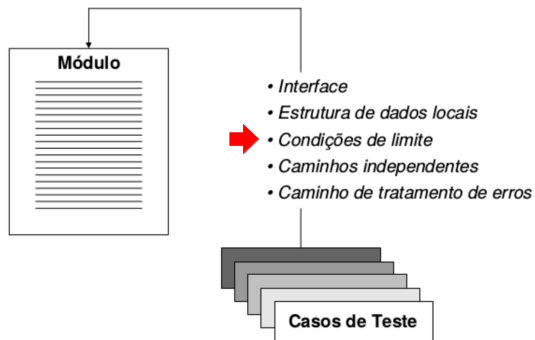 Módulo
• Interface
• Estrutura de dados locais
• Condições de limite
• Caminhos independentes
• Caminho de tratamento de erros
Casos de Teste